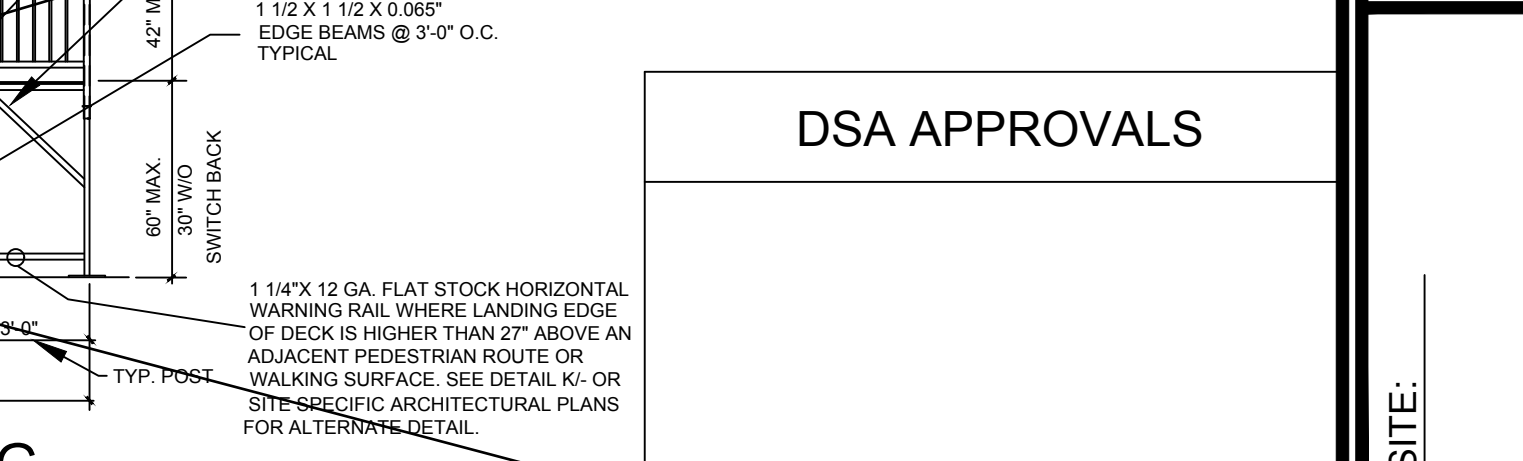 1 1/2 X 1 1/2 X 0.065"
EDGE BEAMS @ 3'-0" O.C.
TYPICAL
42"
60" MAX.
30" W/O
SWITCH BACK
DSA APPROVALS
1 1/4"X 12 GA. FLAT STOCK HORIZONTAL
WARNING RAIL WHERE LANDING EDGE
OF DECK IS HIGHER THAN 27" ABOVE AN
ADJACENT PEDESTRIAN ROUTE OR
WALKING SURFACE. SEE DETAIL K/- OR
SITE SPECIFIC ARCHITECTURAL PLANS
FOR ALTERNATE DETAIL.
3'-0"
TYP. POST
SITE: